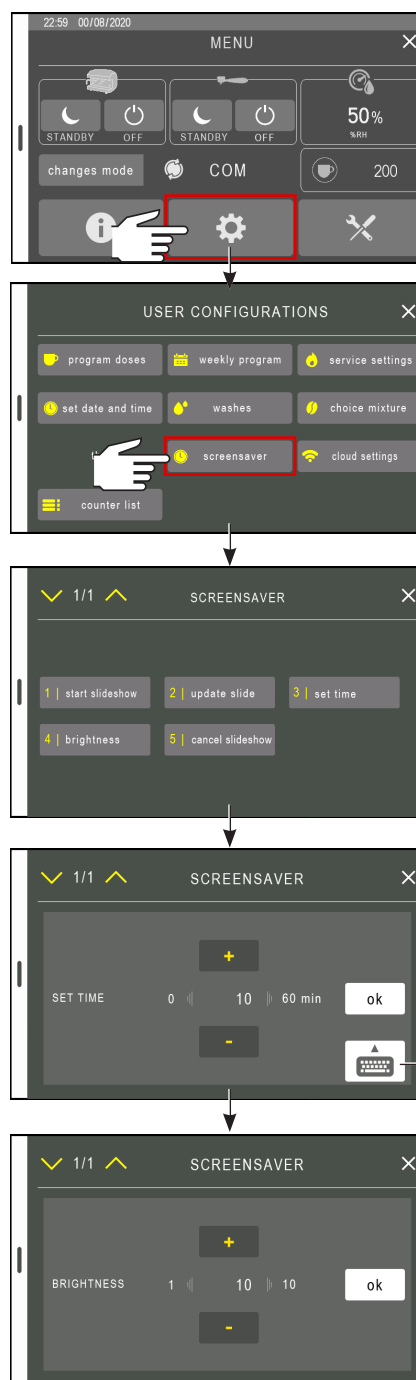 22:59 00/08/2020
MENU
STANDBY OFF STANDBY OFF
50%
%RH
changes mode COM 200
USER CONFIGURATIONS
program doses weekly program service settings
set date and time washes choice mixture
screensaver cloud settings
counter list
1/1 SCREENSAVER
1 | start slideshow 2 | update slide 3 | set time
4 | brightness 5 | cancel slideshow
1/1 SCREENSAVER
+
SET TIME 0 10 60 min ok
-
1/1 SCREENSAVER
+
BRIGHTNESS 1 10 10 ok
-